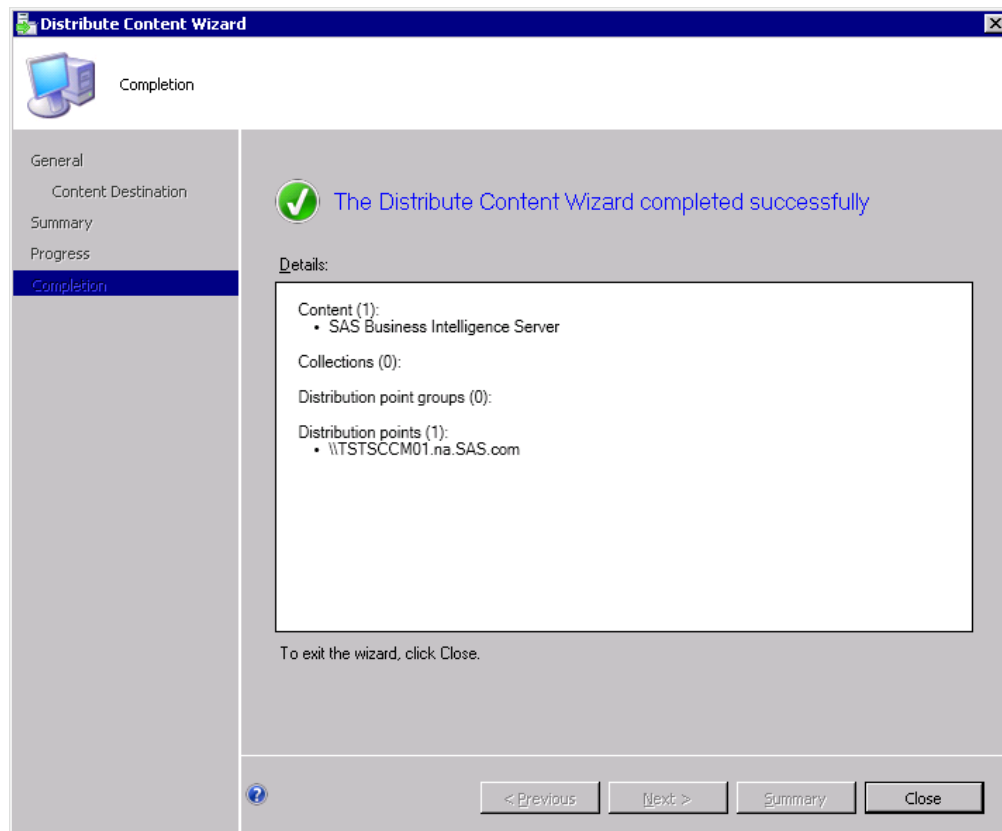 Distribute Content Wizard
Completion
General
Content Destination
Summary
Progress
Completion
The Distribute Content Wizard completed successfully
Details:
Content (1):
• SAS Business Intelligence Server
Collections (0):
Distribution point groups (0):
Distribution points (1):
• \\TSTSCCM01.na.SAS.com
To exit the wizard, click Close.
< Previous
Next >
Summary
Close